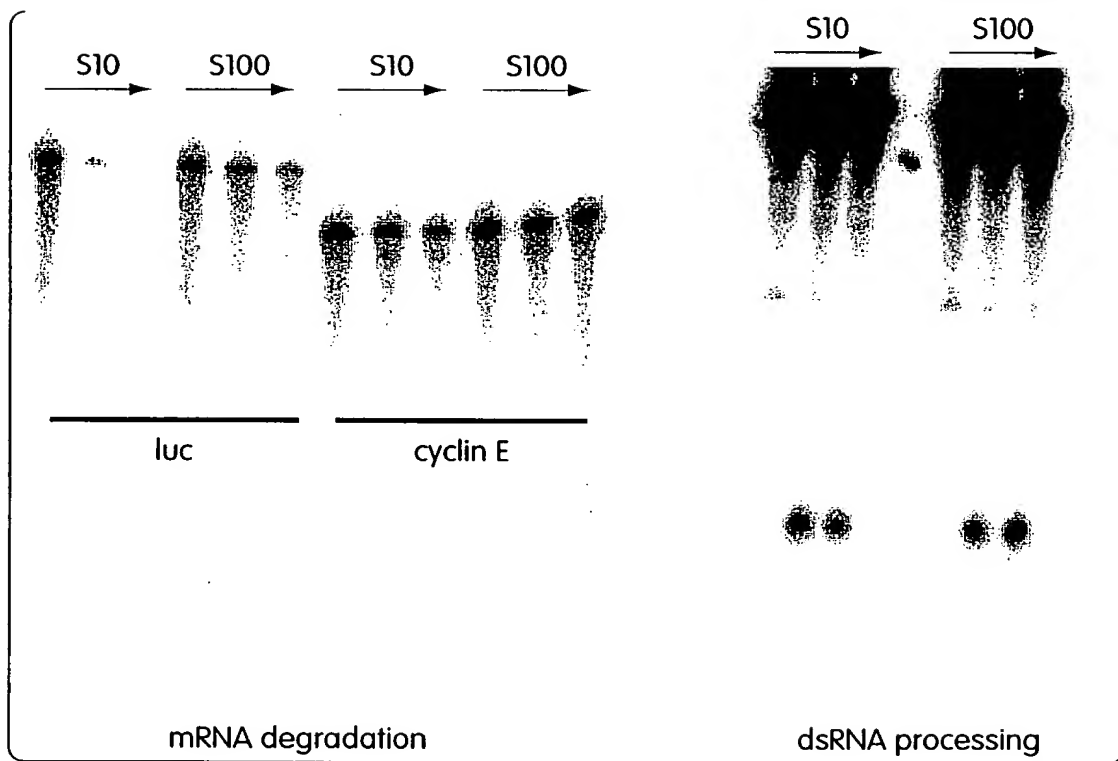 S10 S100 S10 S100
luc cyclin E
mRNA degradation
S10 S100
dsRNA processing